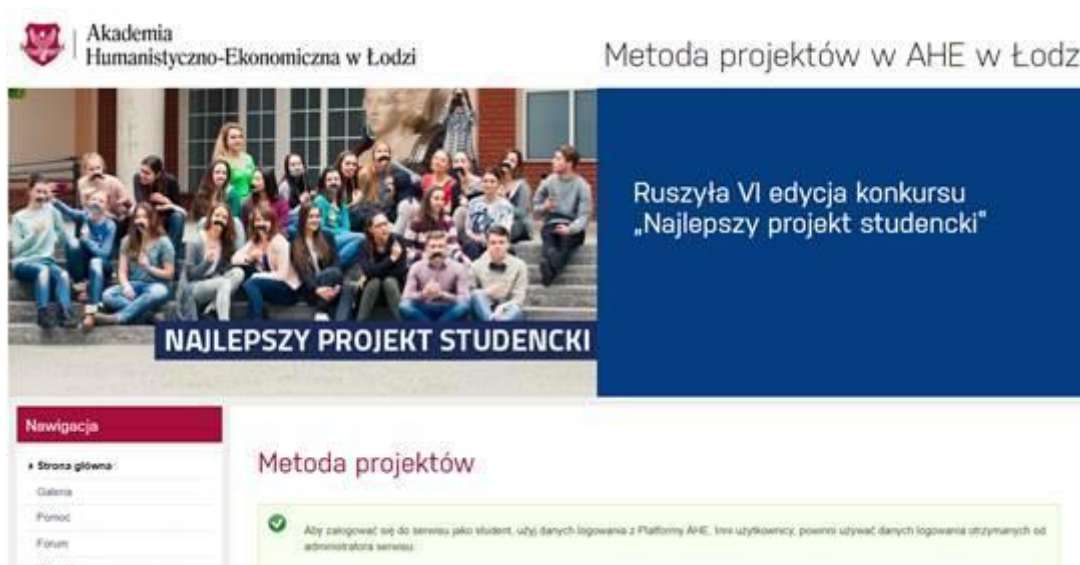 Akademia
Humanistyczno-Ekonomiczna w Łodzi
Metoda projektów w AHE w Łodz
Ruszyła VI edycja konkursu
„Najlepszy projekt studencki"
NAJLEPSZY PROJEKT STUDENCKI
Nawigacja
Strona główna
Galeria
Pomoc
Forum
Metoda projektów
Aby zalogować się do serwisu jako student, użyj danych logowania z Platformy AHE. Inni użytkownicy, powinni używać danych logowania otrzymanych od
administratora serwisu.